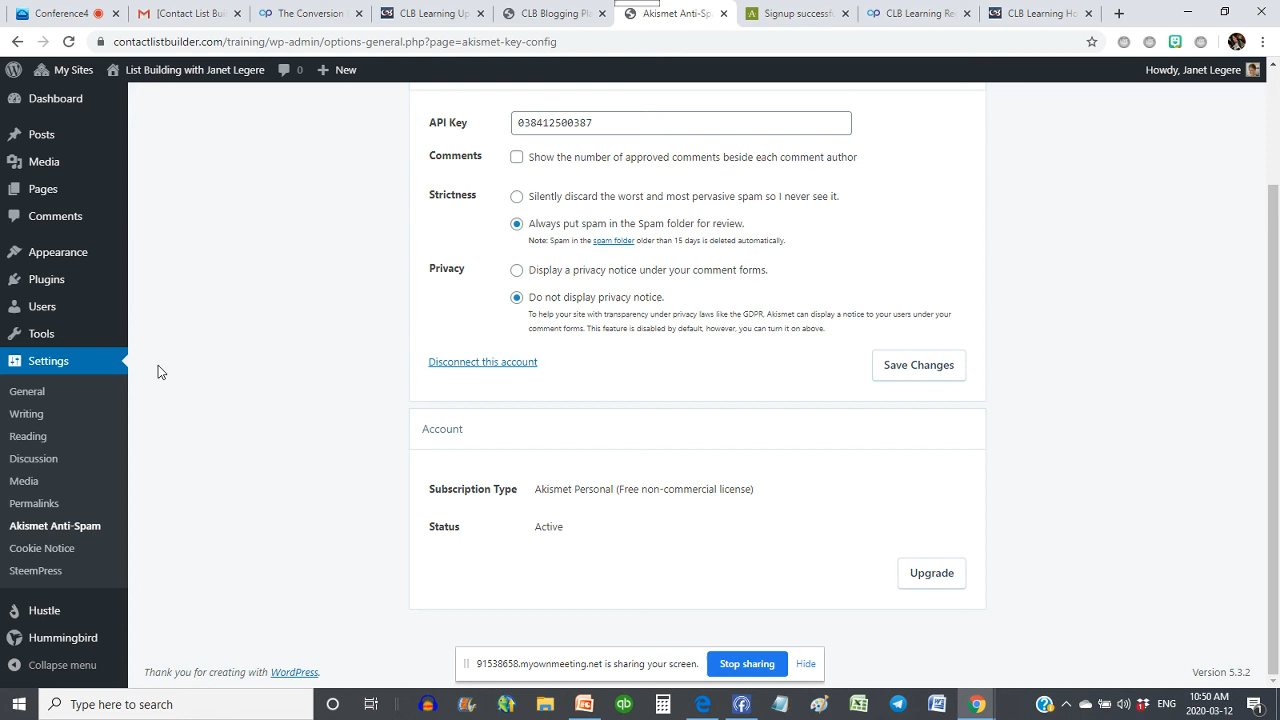 Conference4
[Contact List Bui
The Conversion
CLB Learning Up
CLB Blogging Pla
Akismet Anti-Sp
Signup successfu
CLB Learning Re
CLB Learning Ho
contactlistbuilder.com/training/wp-admin/options-general.php?page=akismet-key-config
My Sites
List Building with Janet Legere
0
New
Howdy, Janet Legere
Dashboard
Posts
Media
Pages
Comments
Appearance
Plugins
Users
Tools
Settings
General
Writing
Reading
Discussion
Media
Permalinks
Akismet Anti-Spam
Cookie Notice
SteemPress
Hustle
Hummingbird
Collapse menu
API Key
038412500387
Comments
Show the number of approved comments beside each comment author
Strictness
Silently discard the worst and most pervasive spam so I never see it.
Always put spam in the Spam folder for review.
Note: Spam in the spam folder older than 15 days is deleted automatically.
Privacy
Display a privacy notice under your comment forms.
Do not display privacy notice.
To help your site with transparency under privacy laws like the GDPR, Akismet can display a notice to your users under your
comment forms. This feature is disabled by default, however, you can turn it on above.
Disconnect this account
Save Changes
Account
Subscription Type
Akismet Personal (Free non-commercial license)
Status
Active
Upgrade
91538658.myownmeeting.net is sharing your screen.
Stop sharing
Hide
Thank you for creating with WordPress.
Version 5.3.2
Type here to search
ENG
10:50 AM
2020-03-12